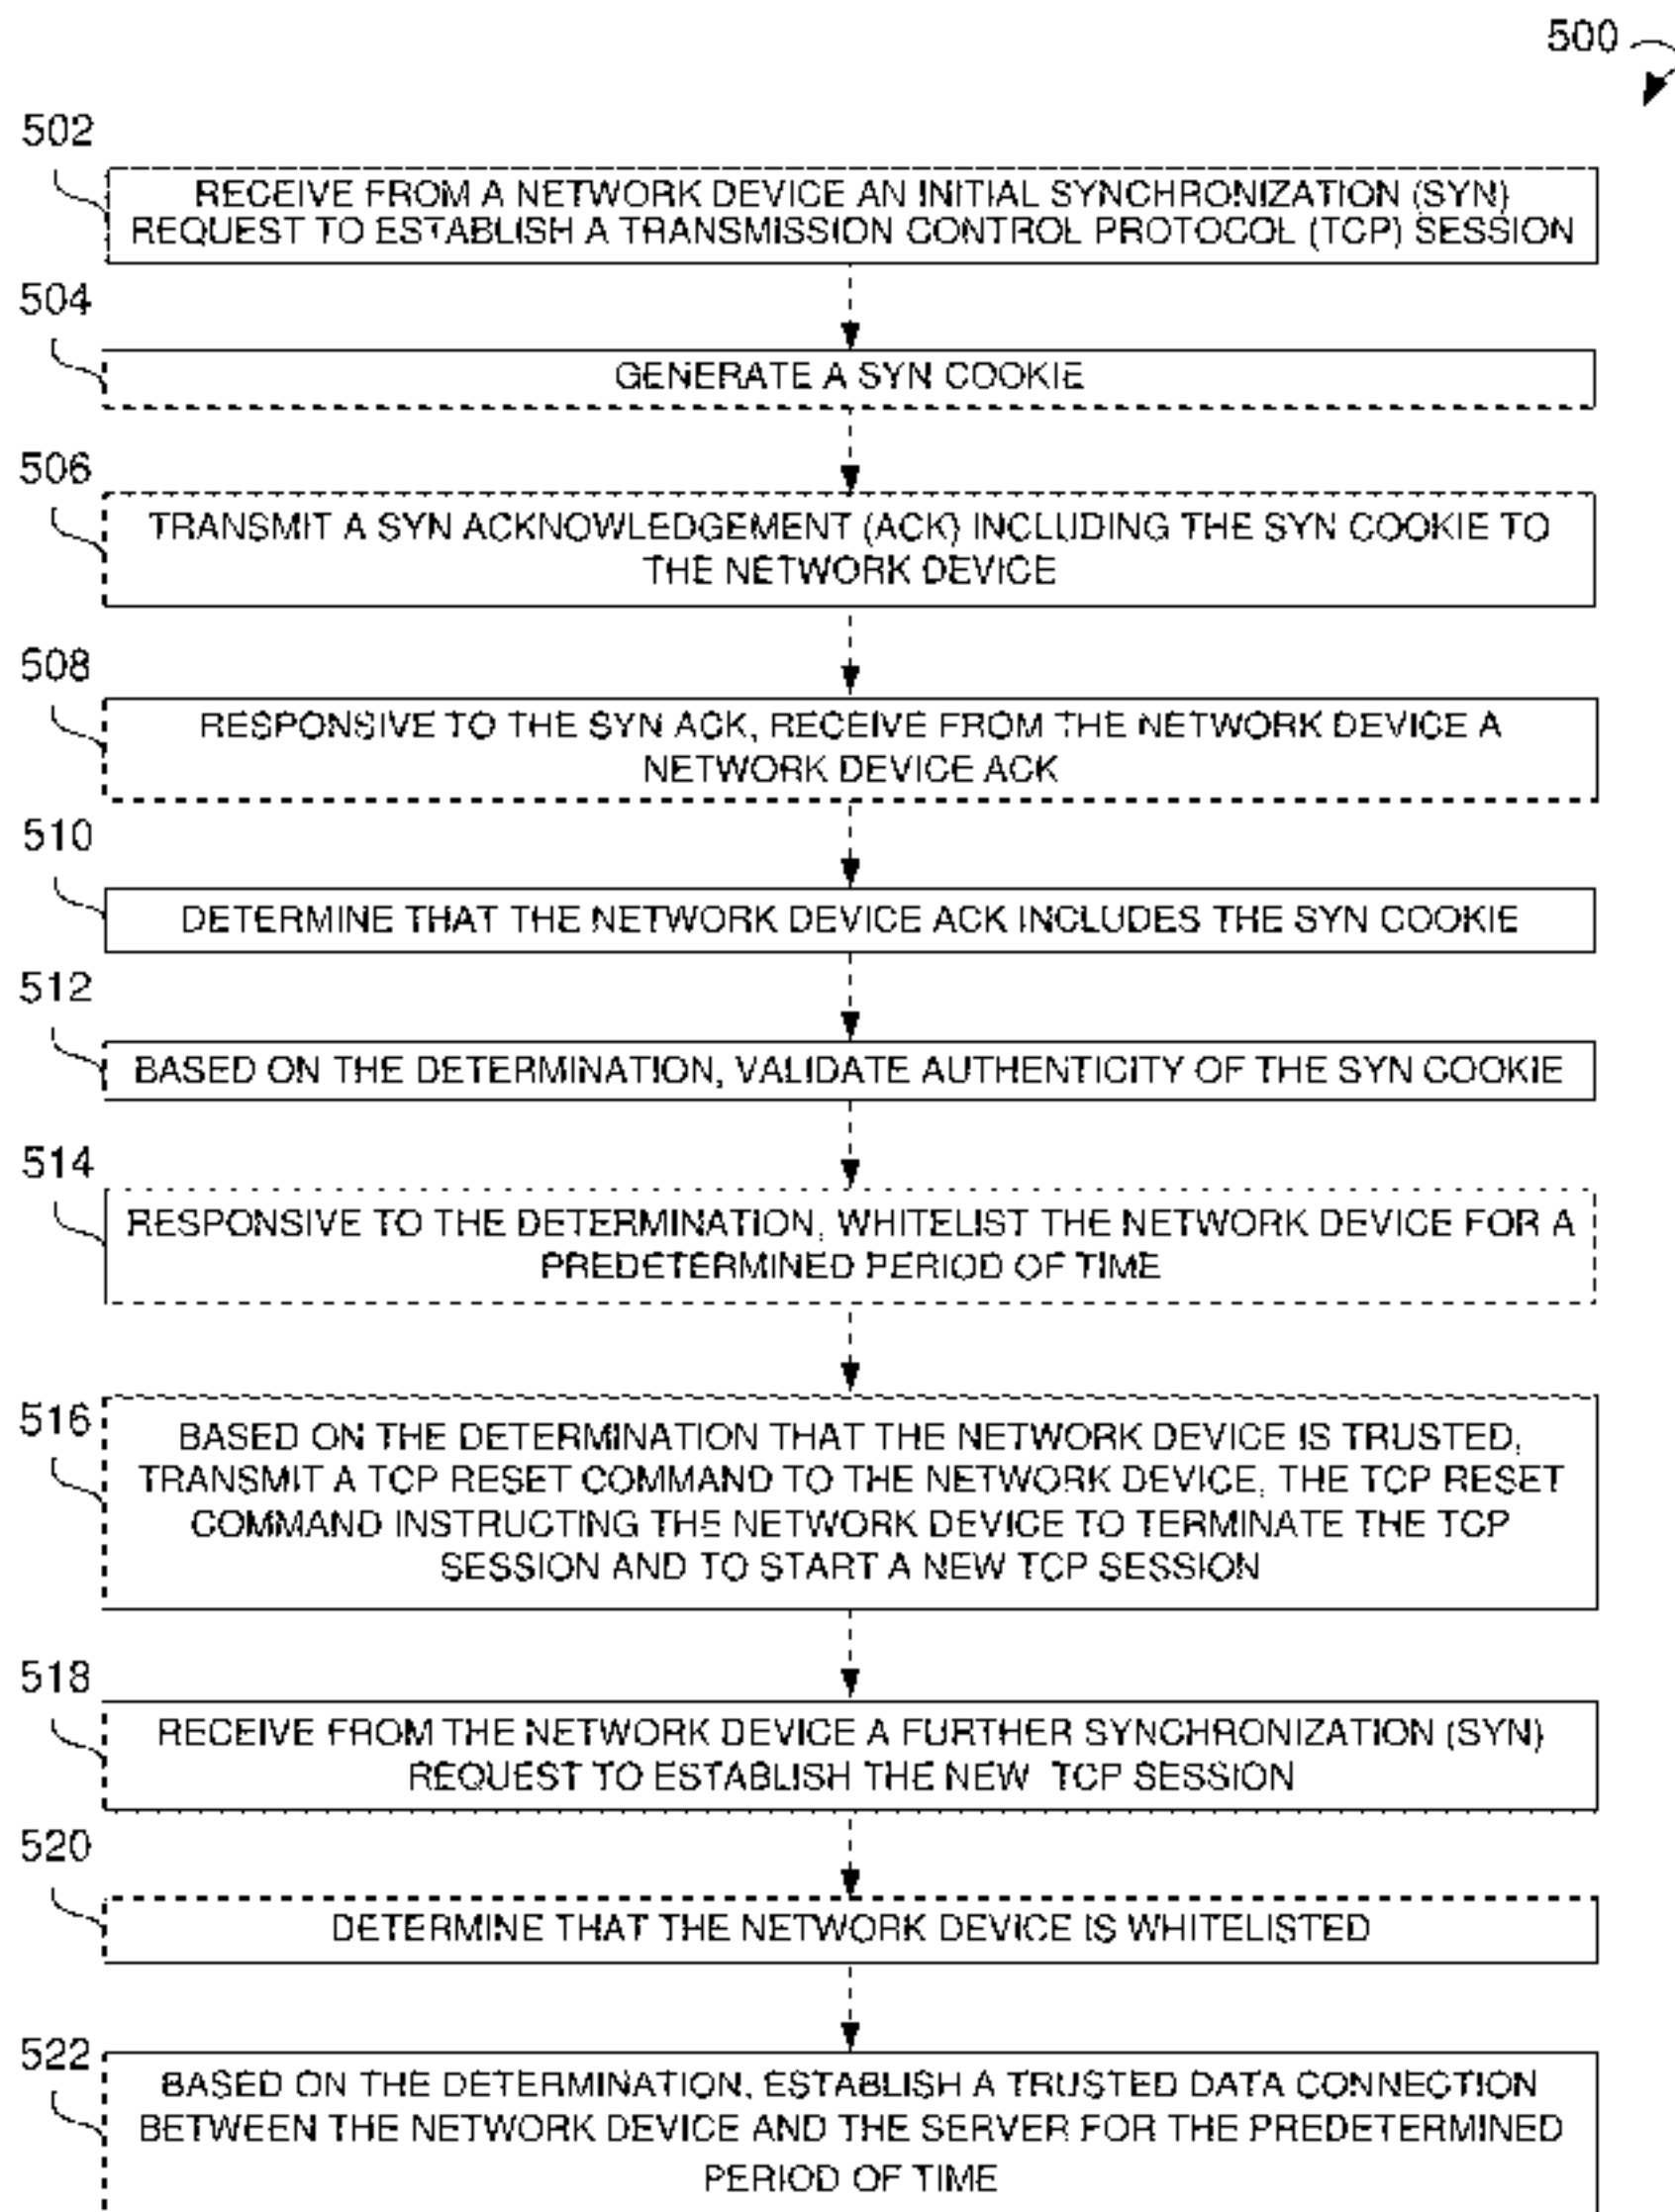 500
502
RECEIVE FROM A NETWORK DEVICE AN INITIAL SYNCHRONIZATION (SYN)
REQUEST TO ESTABLISH A TRANSMISSION CONTROL PROTOCOL (TCP) SESSION
504
GENERATE A SYN COOKIE
506
TRANSMIT A SYN ACKNOWLEDGEMENT (ACK) INCLUDING THE SYN COOKIE TO
THE NETWORK DEVICE
508
RESPONSIVE TO THE SYN ACK, RECEIVE FROM THE NETWORK DEVICE A
NETWORK DEVICE ACK
510
DETERMINE THAT THE NETWORK DEVICE ACK INCLUDES THE SYN COOKIE
512
BASED ON THE DETERMINATION, VALIDATE AUTHENTICITY OF THE SYN COOKIE
514
RESPONSIVE TO THE DETERMINATION, WHITELIST THE NETWORK DEVICE FOR A
PREDETERMINED PERIOD OF TIME
516
BASED ON THE DETERMINATION THAT THE NETWORK DEVICE IS TRUSTED,
TRANSMIT A TCP RESET COMMAND TO THE NETWORK DEVICE, THE TCP RESET
COMMAND INSTRUCTING THE NETWORK DEVICE TO TERMINATE THE TCP
SESSION AND TO START A NEW TCP SESSION
518
RECEIVE FROM THE NETWORK DEVICE A FURTHER SYNCHRONIZATION (SYN)
REQUEST TO ESTABLISH THE NEW TCP SESSION
520
DETERMINE THAT THE NETWORK DEVICE IS WHITELISTED
522
BASED ON THE DETERMINATION, ESTABLISH A TRUSTED DATA CONNECTION
BETWEEN THE NETWORK DEVICE AND THE SERVER FOR THE PREDETERMINED
PERIOD OF TIME